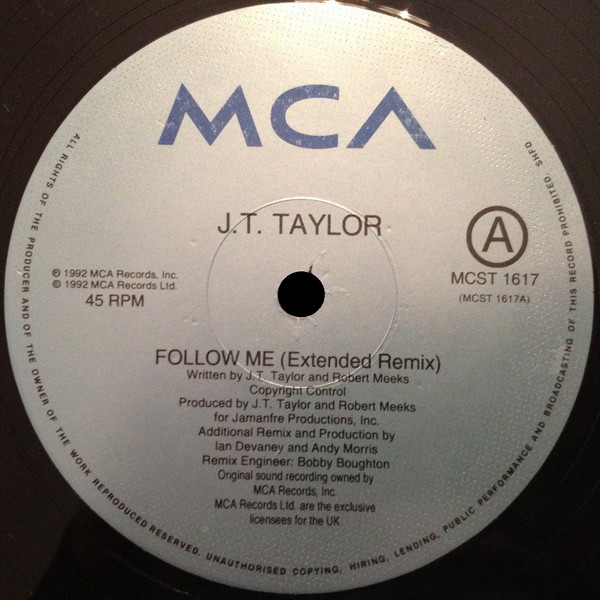 MCA
J.T. TAYLOR
A
MCST 1617
(MCST 1617A)
℗ 1992 MCA Records, Inc.
© 1992 MCA Records Ltd.
45 RPM
FOLLOW ME (Extended Remix)
Written by J.T. Taylor and Robert Meeks
Copyright Control
Produced by J.T. Taylor and Robert Meeks
for Jamanfre Productions, Inc.
Additional Remix and Production by
Ian Devaney and Andy Morris
Remix Engineer: Bobby Boughton
Original sound recording owned by
MCA Records, Inc.
MCA Records Ltd. are the exclusive
licensees for the UK
ALL RIGHTS OF THE PRODUCER AND OF THE OWNER OF THE WORK REPRODUCED RESERVED. UNAUTHORISED COPYING, HIRING, LENDING, PUBLIC PERFORMANCE AND BROADCASTING OF THIS RECORD PROHIBITED. SHFD